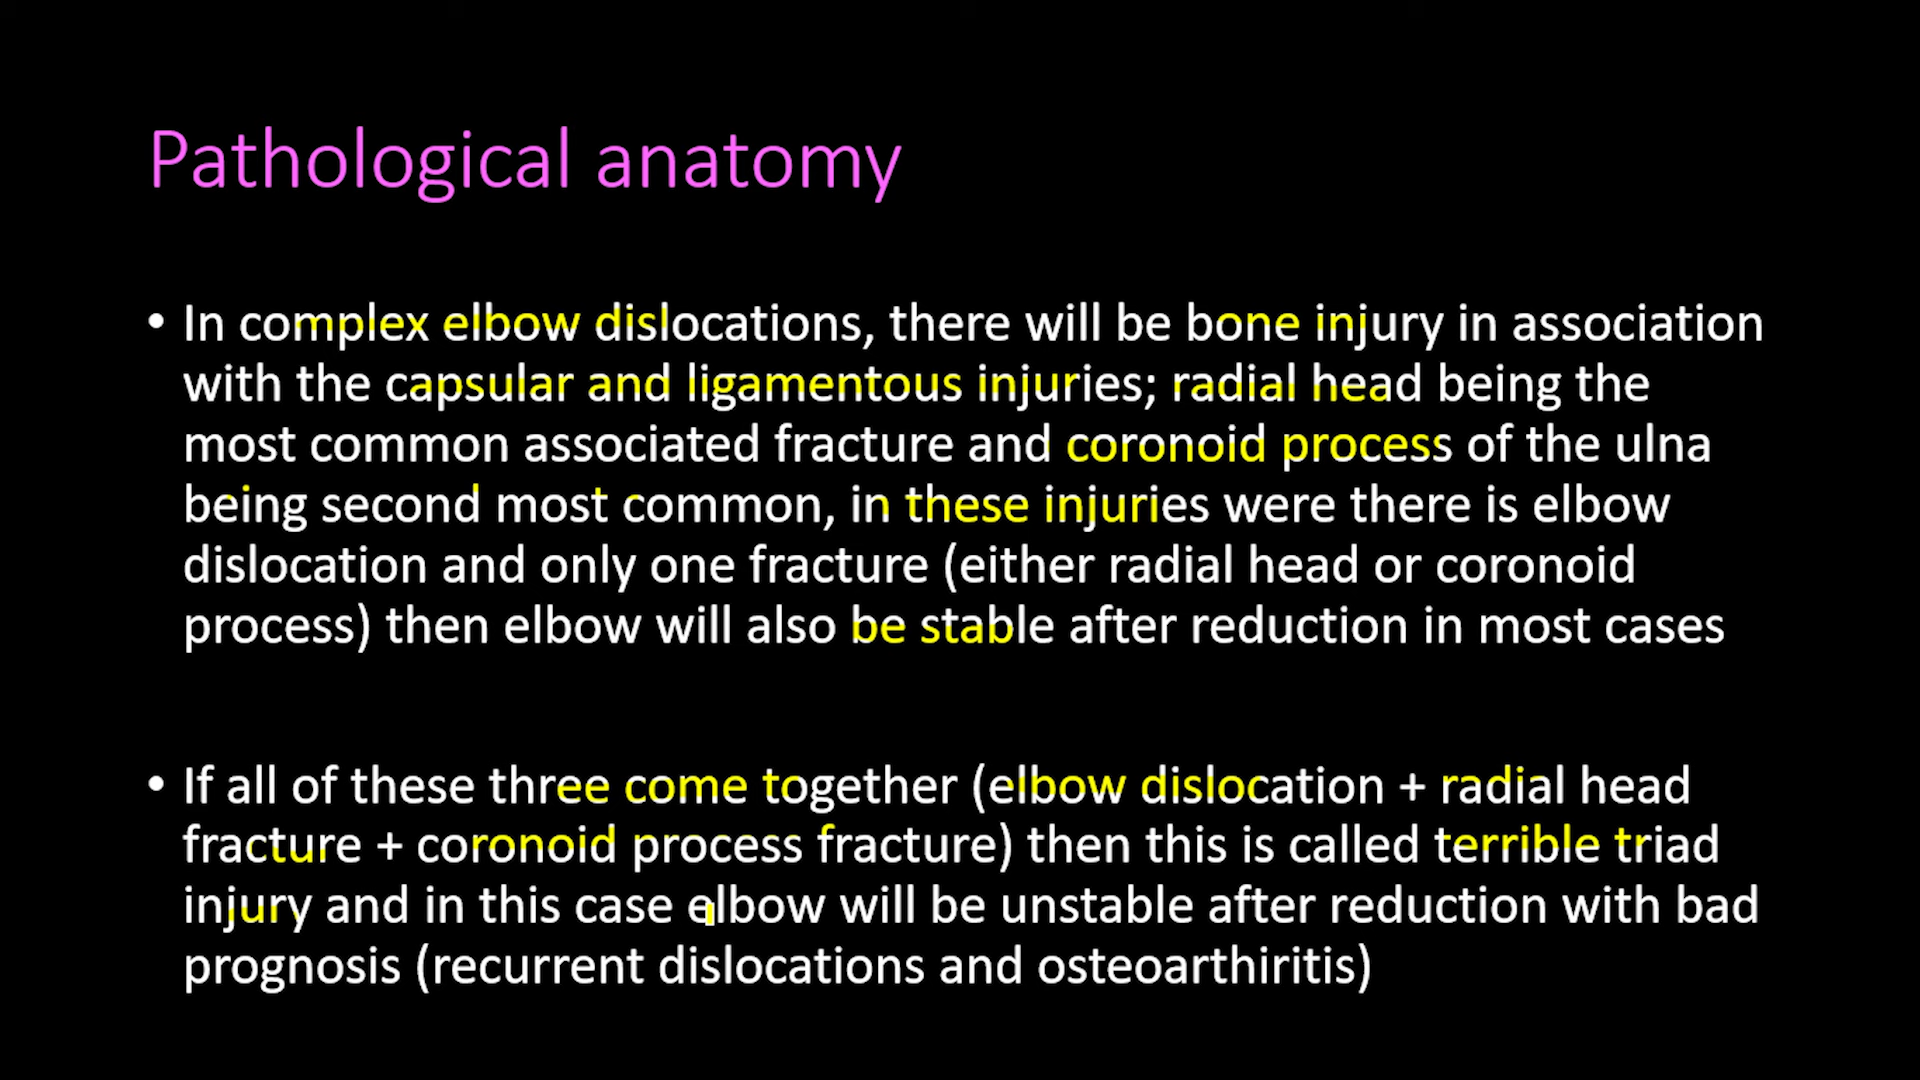 Pathological anatomy
• In complex elbow dislocations, there will be bone injury in association
with the capsular and ligamentous injuries; radial head being the
most common associated fracture and coronoid process of the ulna
being second most common, in these injuries were there is elbow
dislocation and only one fracture (either radial head or coronoid
process) then elbow will also be stable after reduction in most cases
• If all of these three come together (elbow dislocation + radial head
fracture + coronoid process fracture) then this is called terrible triad
injury and in this case elbow will be unstable after reduction with bad
prognosis (recurrent dislocations and osteoarthiritis)